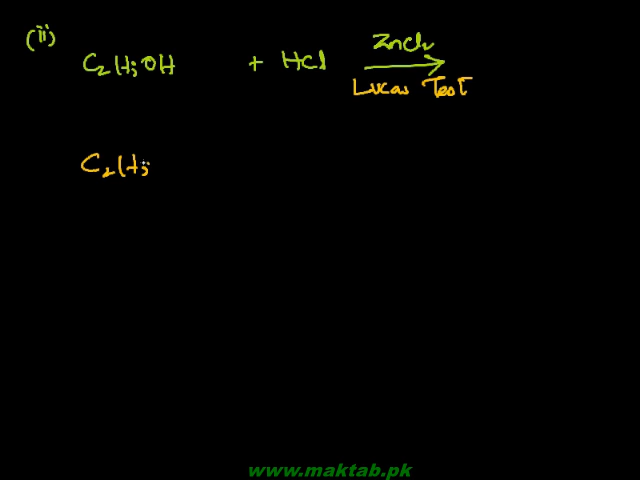 (ii)
ZnCl₂
C₂H₅OH + HCl ⟶
Lucas Test
C₂H₅
www.maktab.pk